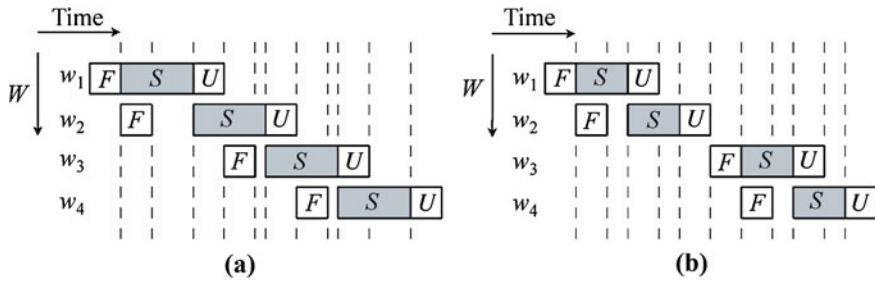 Time
W
w1 F S U
w2 F S U
w3 F S U
w4 F S U
(a)
Time
W
w1 F S U
w2 F S U
w3 F S U
w4 F S U
(b)